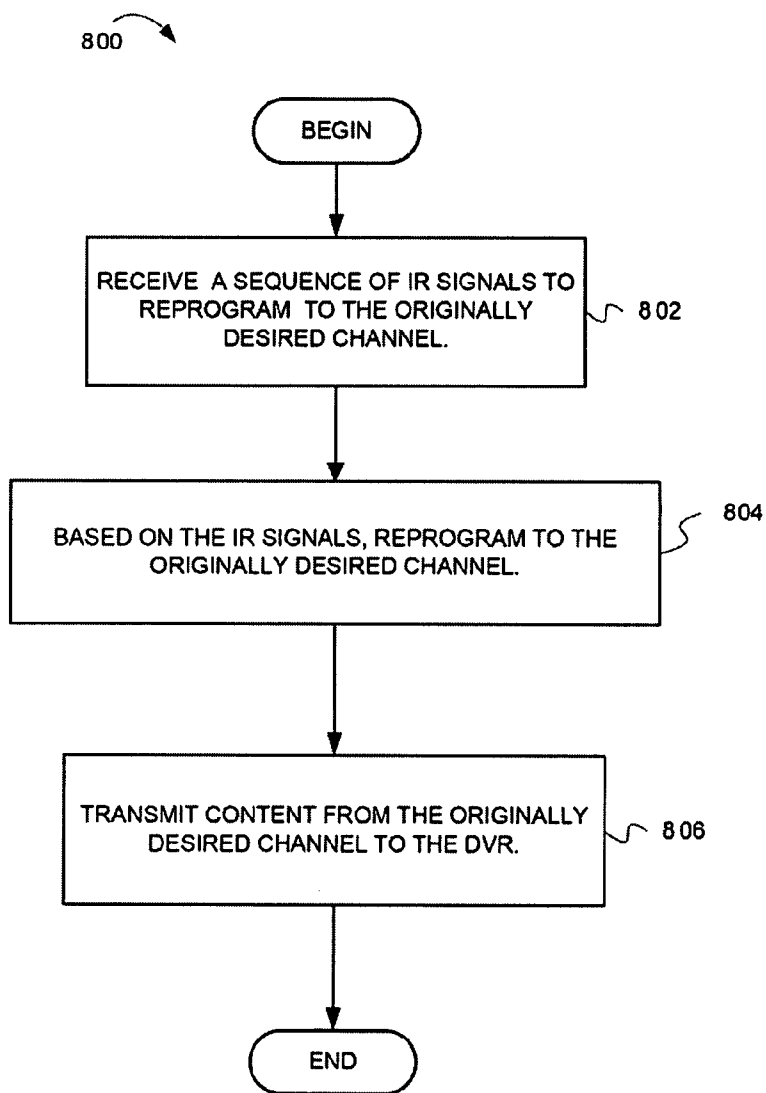 800
BEGIN
RECEIVE A SEQUENCE OF IR SIGNALS TO
REPROGRAM TO THE ORIGINALLY
DESIRED CHANNEL.
802
BASED ON THE IR SIGNALS, REPROGRAM TO THE
ORIGINALLY DESIRED CHANNEL.
804
TRANSMIT CONTENT FROM THE ORIGINALLY
DESIRED CHANNEL TO THE DVR.
806
END